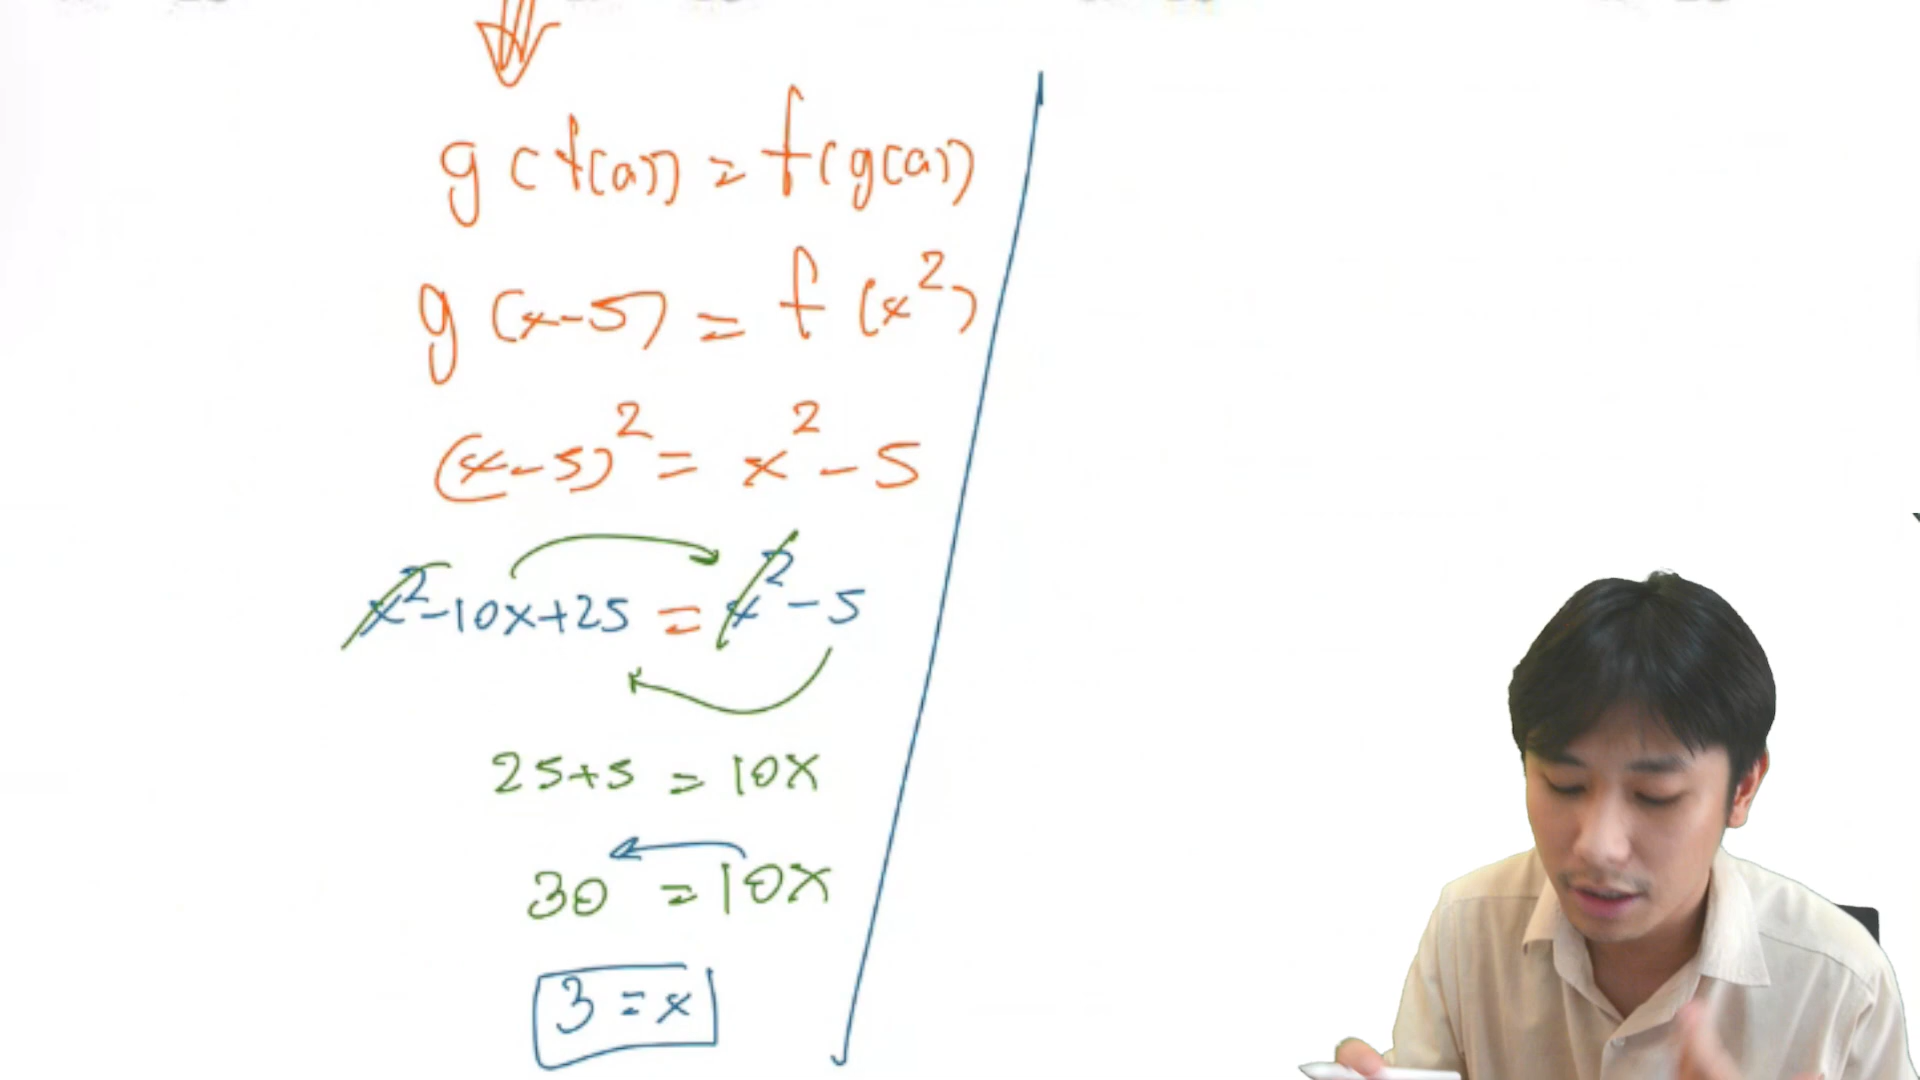 g(f(a)) = f(g(a))
g(x-5) = f(x²)
(x-5)² = x² - 5
x² - 10x + 25 = x² - 5
25+5 = 10x
30 = 10x
3 = x